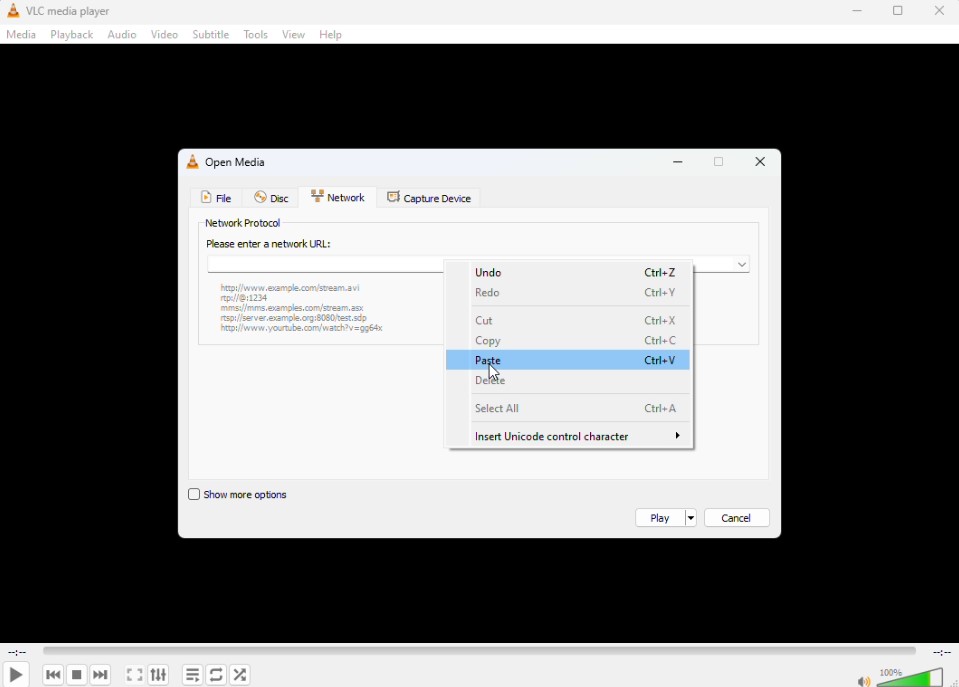 VLC media player
Media Playback Audio Video Subtitle Tools View Help
Open Media
File Disc Network Capture Device
Network Protocol
Please enter a network URL:
http://www.example.com/stream.avi
rtp://@:1234
mms://mms.examples.com/stream.asx
rtsp://server.example.org:8080/test.sdp
http://www.yourtube.com/watch?v=gg64x
Undo Ctrl+Z
Redo Ctrl+Y
Cut Ctrl+X
Copy Ctrl+C
Paste Ctrl+V
Delete
Select All Ctrl+A
Insert Unicode control character
Show more options
Play Cancel
--:-- --:--
100%